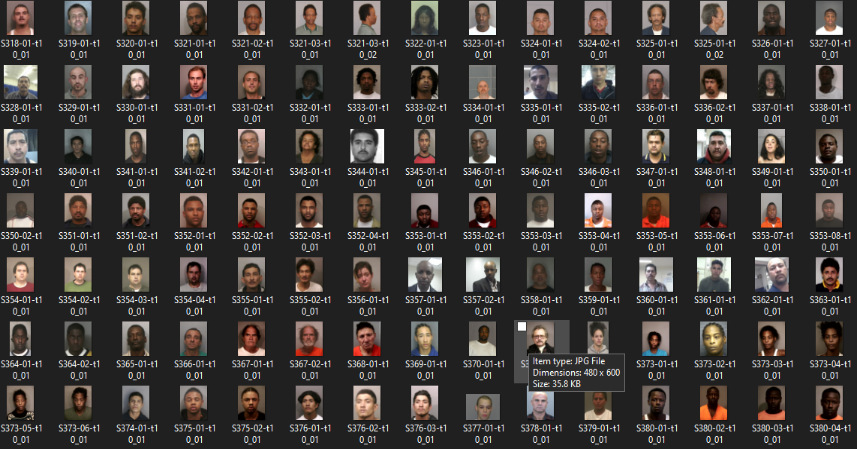 S318-01-t1 S319-01-t1 S320-01-t1 S321-01-t1 S321-02-t1 S321-03-t1 S321-03-t1 S322-01-t1 S323-01-t1 S324-01-t1 S324-02-t1 S325-01-t1 S325-01-t1 S326-01-t1 S327-01-t1
0_01 0_01 0_01 0_01 0_01 0_01 0_02 0_01 0_01 0_01 0_01 0_01 0_02 0_01 0_01
S328-01-t1 S329-01-t1 S330-01-t1 S331-01-t1 S331-02-t1 S332-01-t1 S333-01-t1 S333-02-t1 S334-01-t1 S335-01-t1 S335-02-t1 S336-01-t1 S336-02-t1 S337-01-t1 S338-01-t1
0_01 0_01 0_01 0_01 0_01 0_01 0_01 0_01 0_01 0_01 0_01 0_01 0_01 0_01 0_01
S339-01-t1 S340-01-t1 S341-01-t1 S341-02-t1 S342-01-t1 S343-01-t1 S344-01-t1 S345-01-t1 S346-01-t1 S346-02-t1 S346-03-t1 S347-01-t1 S348-01-t1 S349-01-t1 S350-01-t1
0_01 0_01 0_01 0_01 0_01 0_01 0_01 0_01 0_01 0_01 0_01 0_01 0_01 0_01 0_01
S350-02-t1 S351-01-t1 S351-02-t1 S352-01-t1 S352-02-t1 S352-03-t1 S352-04-t1 S353-01-t1 S353-02-t1 S353-03-t1 S353-04-t1 S353-05-t1 S353-06-t1 S353-07-t1 S353-08-t1
0_01 0_01 0_01 0_01 0_01 0_01 0_01 0_01 0_01 0_01 0_01 0_01 0_01 0_01 0_01
S354-01-t1 S354-02-t1 S354-03-t1 S354-04-t1 S355-01-t1 S355-02-t1 S356-01-t1 S357-01-t1 S357-02-t1 S358-01-t1 S359-01-t1 S360-01-t1 S361-01-t1 S362-01-t1 S363-01-t1
0_01 0_01 0_01 0_01 0_01 0_01 0_01 0_01 0_01 0_01 0_01 0_01 0_01 0_01 0_01
S364-01-t1 S364-02-t1 S365-01-t1 S366-01-t1 S367-01-t1 S367-02-t1 S368-01-t1 S369-01-t1 S370-01-t1 S373-01-t1 S373-02-t1 S373-03-t1 S373-04-t1
0_01 0_01 0_01 0_01 0_01 0_01 0_01 0_01 0_01 0_01 0_01 0_01 0_01
Item type: JPG File
Dimensions: 480 x 600
Size: 35.8 KB
S373-05-t1 S373-06-t1 S374-01-t1 S375-01-t1 S375-02-t1 S376-01-t1 S376-02-t1 S376-03-t1 S377-01-t1 S378-01-t1 S379-01-t1 S380-01-t1 S380-02-t1 S380-03-t1 S380-04-t1
0_01 0_01 0_01 0_01 0_01 0_01 0_01 0_01 0_01 0_01 0_01 0_01 0_01 0_01 0_01